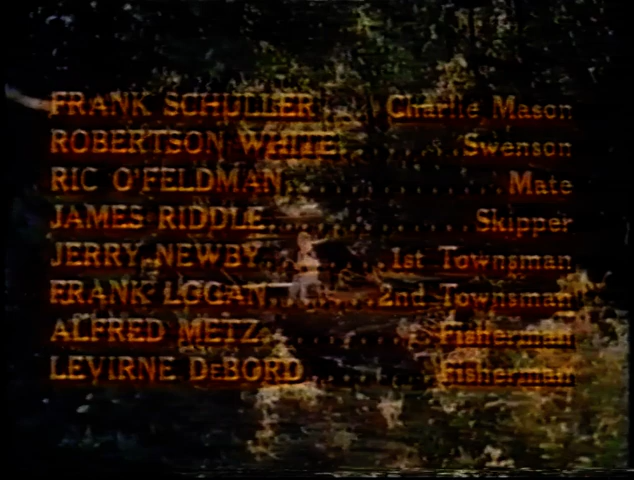 FRANK SCHULLER.....Charlie Mason
ROBERTSON WHITE.........Swenson
RIC O'FELDMAN...............Mate
JAMES RIDDLE..............Skipper
JERRY NEWBY..........1st Townsman
FRANK LOGAN.........2nd Townsman
ALFRED METZ............Fisherman
LEVIRNE DeBORD........Fisherman